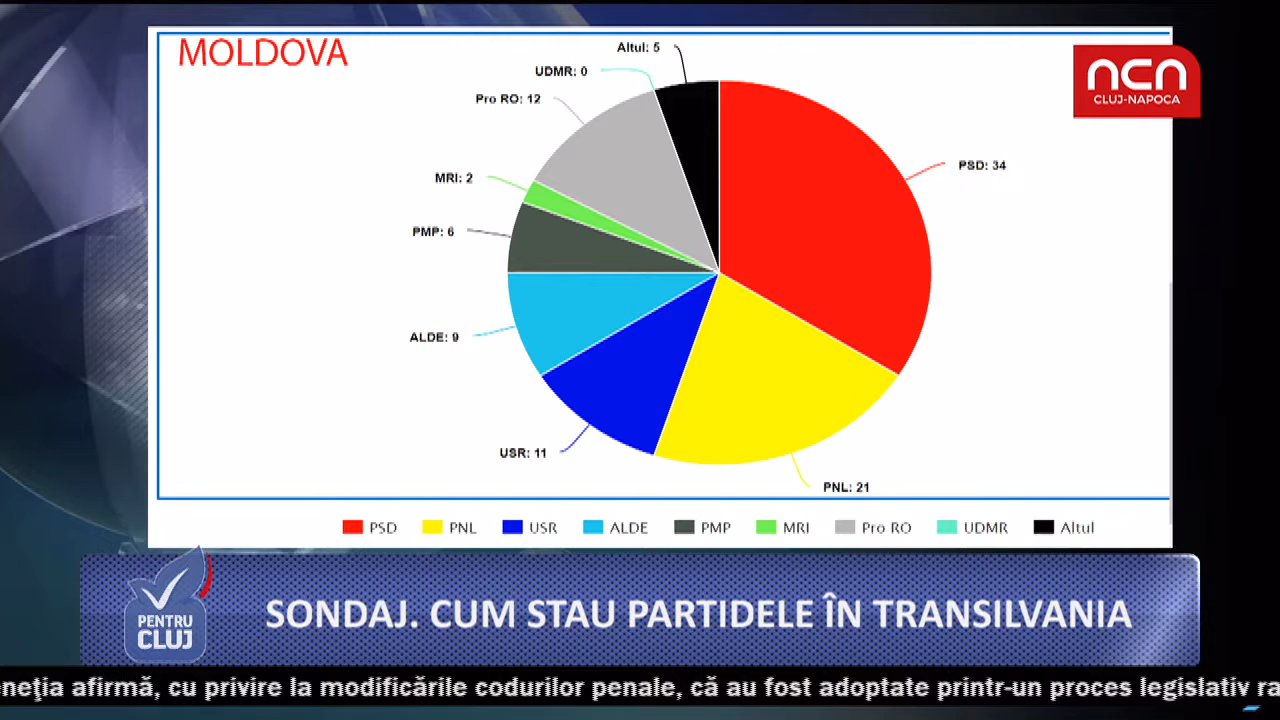 MOLDOVA
Altul: 5
UDMR: 0
Pro RO: 12
MRI: 2
PMP: 6
ALDE: 9
USR: 11
PNL: 21
PSD: 34
ncn
CLUJ-NAPOCA
PSD PNL USR ALDE PMP MRI Pro RO UDMR Altul
PENTRU
CLUJ
SONDAJ. CUM STAU PARTIDELE ÎN TRANSILVANIA
eneţia afirmă, cu privire la modificările codurilor penale, că au fost adoptate printr-un proces legislativ ra